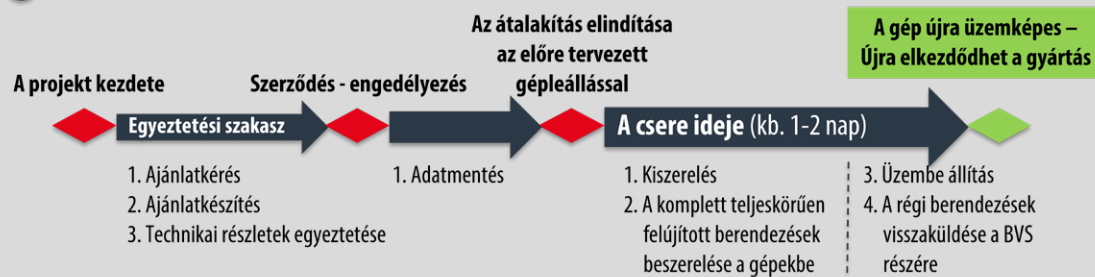 A projekt kezdete
Szerződés - engedélyezés
Az átalakítás elindítása
az előre tervezett
gépleállással
A gép újra üzemképes –
Újra elkezdődhet a gyártás
Egyeztetési szakasz
A csere ideje (kb. 1-2 nap)
1. Ajánlatkérés
2. Ajánlatkészítés
3. Technikai részletek egyeztetése
1. Adatmentés
1. Kiszerelés
2. A komplett teljeskörűen
felújított berendezések
beszerelése a gépekbe
3. Üzembe állítás
4. A régi berendezések
visszaküldése a BVS
részére